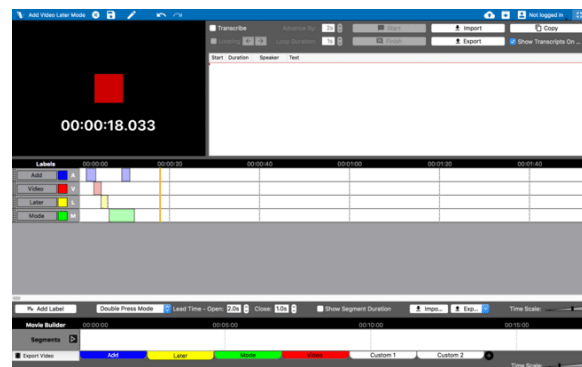 Add Video Later Mode Not logged in
Transcribe Advance By: 2s Start Import Copy
Looping Loop Duration: 1s Finish Export Show Transcripts On ...
Start Duration Speaker Text
00:00:18.033
Labels 00:00:00 00:00:20 00:00:40 00:01:00 00:01:20 00:01:40
Add A
Video V
Later L
Mode M
Add Label Double Press Mode Lead Time - Open: 2.0s Close: 1.0s Show Segment Duration Impo... Exp... Time Scale:
Movie Builder 00:00:00 00:05:00 00:10:00 00:15:00
Segments
Export Video Add Later Mode Video Custom 1 Custom 2
Time Scale: